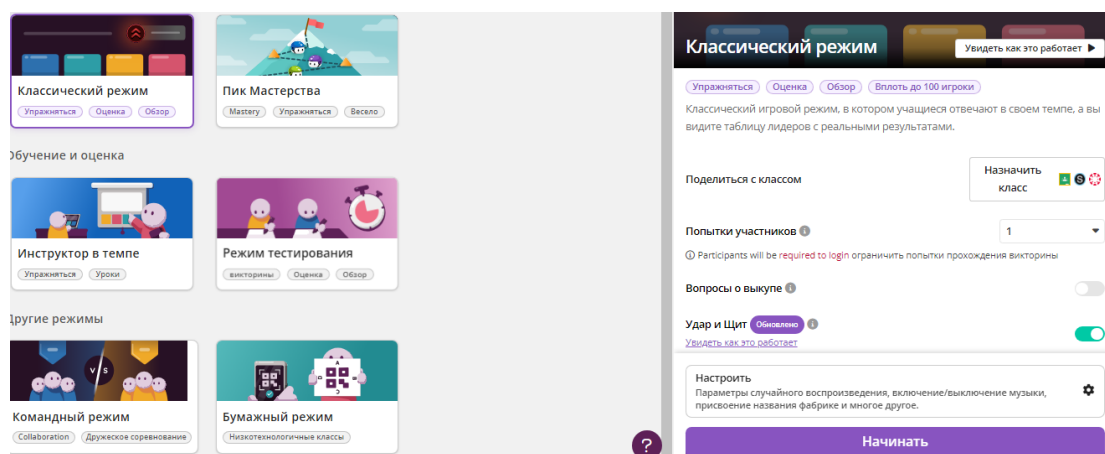 Классический режим
Упражняться Оценка Обзор
Пик Мастерства
Mastery Упражняться Весело
Обучение и оценка
Инструктор в темпе
Упражняться Уроки
Режим тестирования
викторины Оценка Обзор
Другие режимы
V S
Командный режим
Collaboration Дружеское соревнование
A
Бумажный режим
Низкотехнологичные классы
?
Классический режим
Увидеть как это работает
Упражняться Оценка Обзор Вплоть до 100 игроки
Классический игровой режим, в котором учащиеся отвечают в своем темпе, а вы
видите таблицу лидеров с реальными результатами.
Поделиться с классом
Назначить
класс
S
Попытки участников
1
Participants will be required to login ограничить попытки прохождения викторины
Вопросы о выкупе
Удар и Щит Обновлено
Увидеть как это работает
Настроить
Параметры случайного воспроизведения, включение/выключение музыки,
присвоение названия фабрике и многое другое.
Начинать